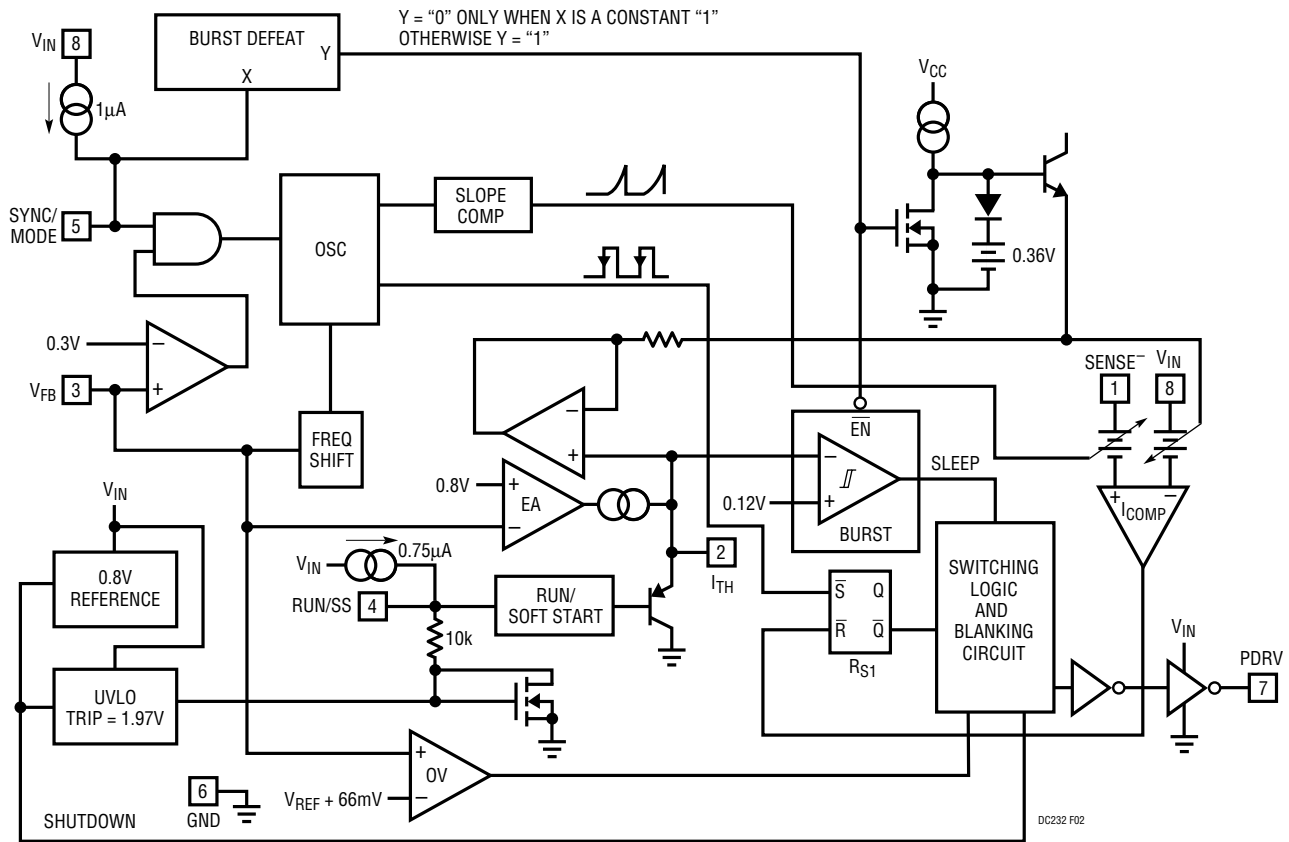 Y = “0” ONLY WHEN X IS A CONSTANT “1”
OTHERWISE Y = “1”
VIN 8
BURST DEFEAT
Y
X
1µA
VCC
SYNC/
MODE 5
OSC
SLOPE
COMP
0.36V
0.3V
−
VFB 3
+
FREQ
SHIFT
−
+
SENSE− 1
VIN 8
EN
−
SLEEP
0.12V
+
BURST
+ −
ICOMP
0.8V
+
EA
−
VIN
0.8V
REFERENCE
VIN
0.75µA
2
ITH
RUN/SS 4
RUN/
SOFT START
10k
S Q
R Q
RS1
SWITCHING
LOGIC
AND
BLANKING
CIRCUIT
VIN
PDRV
7
UVLO
TRIP = 1.97V
+
OV
−
VREF + 66mV
6
GND
SHUTDOWN
DC232 F02